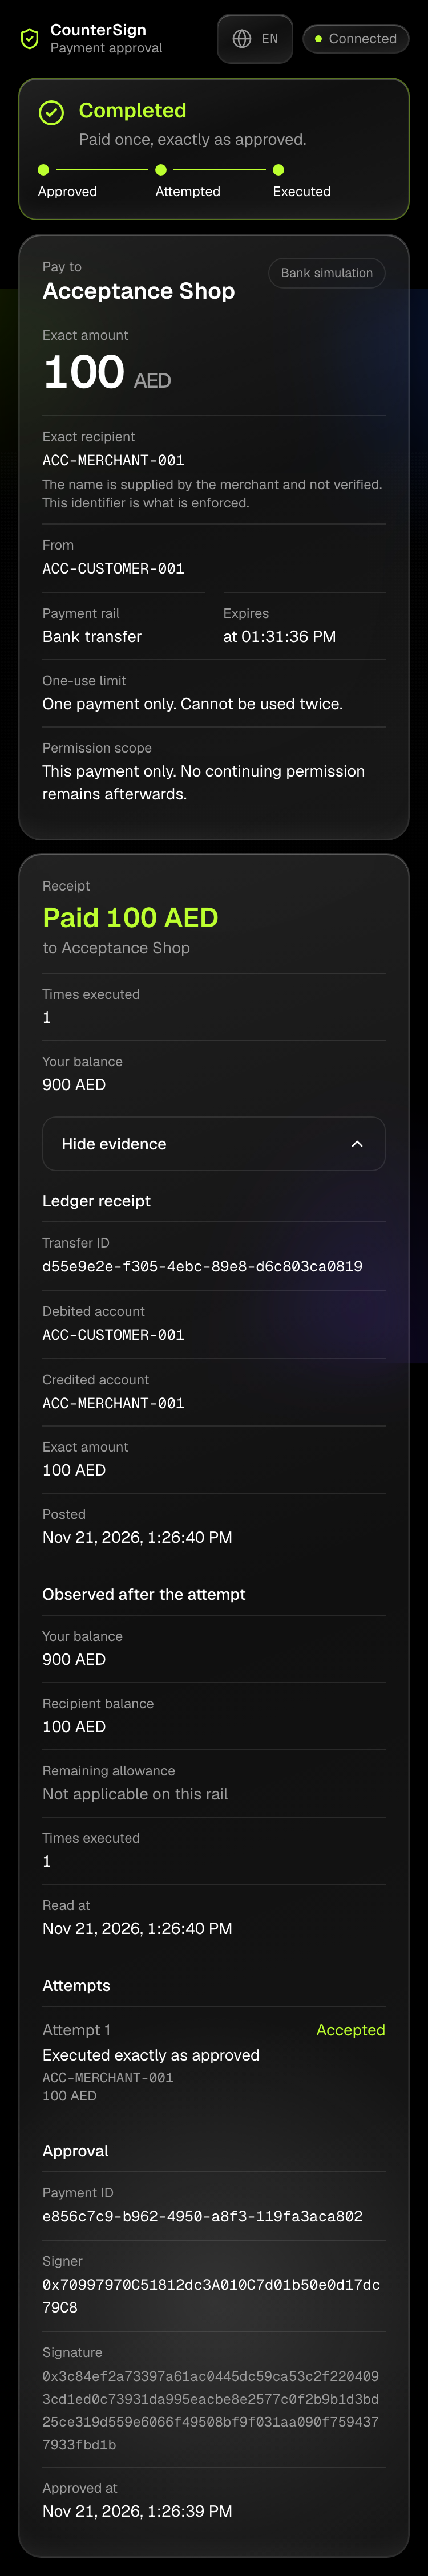 CounterSign
Payment approval
EN
Connected
Completed
Paid once, exactly as approved.
Approved
Attempted
Executed
Pay to
Acceptance Shop
Bank simulation
Exact amount
100 AED
Exact recipient
ACC-MERCHANT-001
The name is supplied by the merchant and not verified.
This identifier is what is enforced.
From
ACC-CUSTOMER-001
Payment rail
Bank transfer
Expires
at 01:31:36 PM
One-use limit
One payment only. Cannot be used twice.
Permission scope
This payment only. No continuing permission
remains afterwards.
Receipt
Paid 100 AED
to Acceptance Shop
Times executed
1
Your balance
900 AED
Hide evidence
Ledger receipt
Transfer ID
d55e9e2e-f305-4ebc-89e8-d6c803ca0819
Debited account
ACC-CUSTOMER-001
Credited account
ACC-MERCHANT-001
Exact amount
100 AED
Posted
Nov 21, 2026, 1:26:40 PM
Observed after the attempt
Your balance
900 AED
Recipient balance
100 AED
Remaining allowance
Not applicable on this rail
Times executed
1
Read at
Nov 21, 2026, 1:26:40 PM
Attempts
Attempt 1
Accepted
Executed exactly as approved
ACC-MERCHANT-001
100 AED
Approval
Payment ID
e856c7c9-b962-4950-a8f3-119fa3aca802
Signer
0x70997970C51812dc3A010C7d01b50e0d17dc
79C8
Signature
0x3c84ef2a73397a61ac0445dc59ca53c2f220409
3cd1ed0c73931da995eacbe8e2577c0f2b9b1d3bd
25ce319d559e6066f49508bf9f031aa090f759437
7933fbd1b
Approved at
Nov 21, 2026, 1:26:39 PM